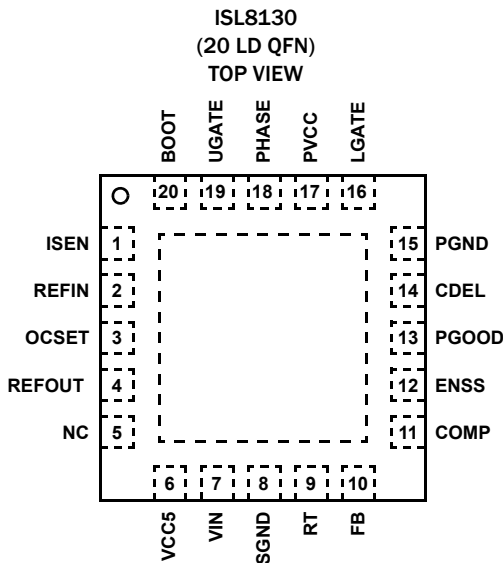 ISL8130
(20 LD QFN)
TOP VIEW
BOOT
UGATE
PHASE
PVCC
LGATE
20 19 18 17 16
ISEN 1
15 PGND
REFIN 2
14 CDEL
OCSET 3
13 PGOOD
REFOUT 4
12 ENSS
NC 5
11 COMP
6 7 8 9 10
VCC5
VIN
SGND
RT
FB